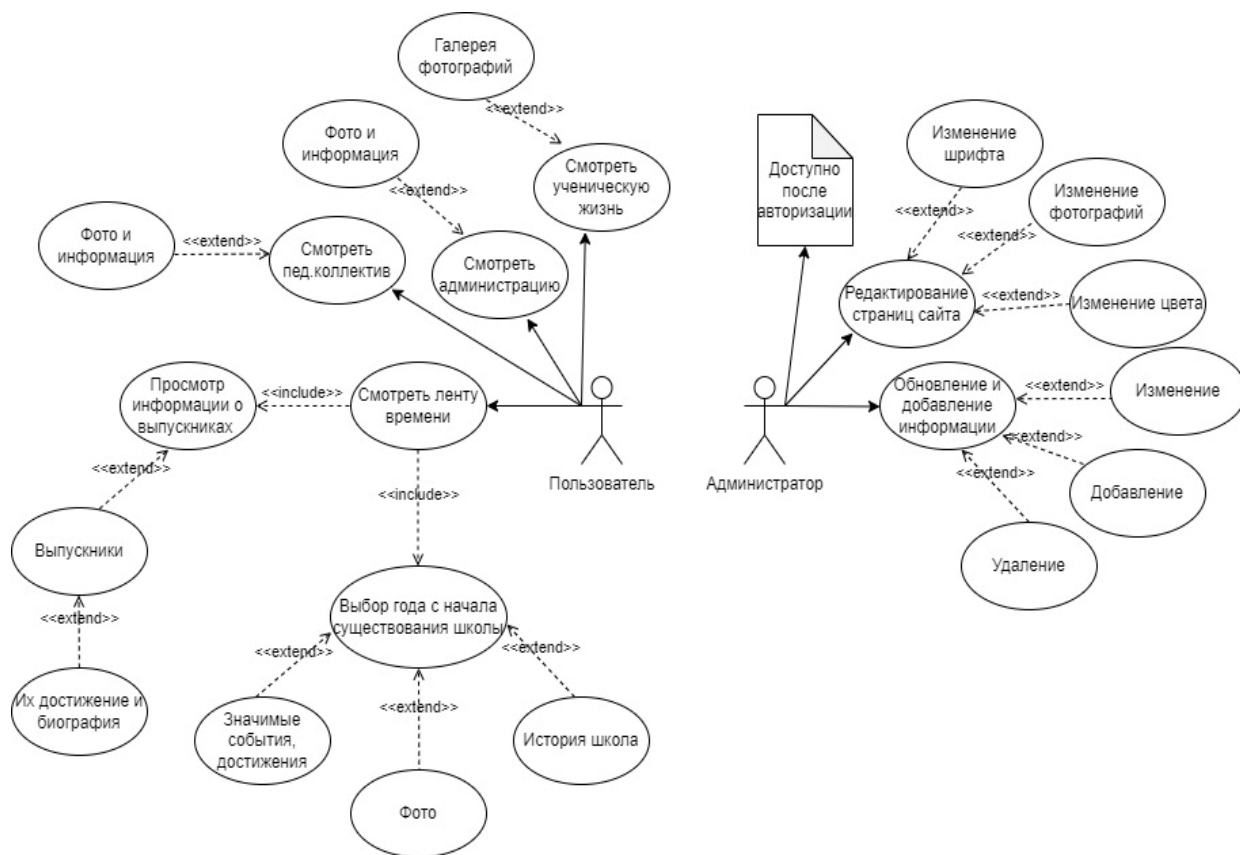 Галерея
фотографий
<<extend>>
Фото и
информация
<<extend>>
Смотреть
ученическую
жизнь
Фото и
информация
<<extend>>
Смотреть
пед.коллектив
Смотреть
администрацию
Просмотр
информации о
выпускниках
<<include>>
Смотреть ленту
времени
Пользователь
<<extend>>
<<include>>
Выпускники
<<extend>>
Их достижение и
биография
Выбор года с начала
существования школы
<<extend>>
<<extend>>
<<extend>>
Значимые
события,
достижения
Фото
История школа
Доступно
после
авторизации
Изменение
шрифта
<<extend>>
Изменение
фотографий
<<extend>>
Редактирование
страниц сайта
<<extend>>
Изменение цвета
Обновление и
добавление
информации
<<extend>>
Изменение
<<extend>>
Добавление
<<extend>>
Удаление
Администратор